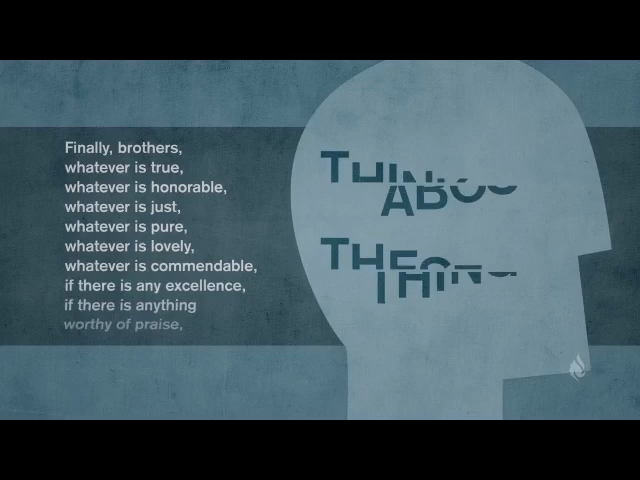 Finally, brothers,
whatever is true,
whatever is honorable,
whatever is just,
whatever is pure,
whatever is lovely,
whatever is commendable,
if there is any excellence,
if there is anything
worthy of praise,